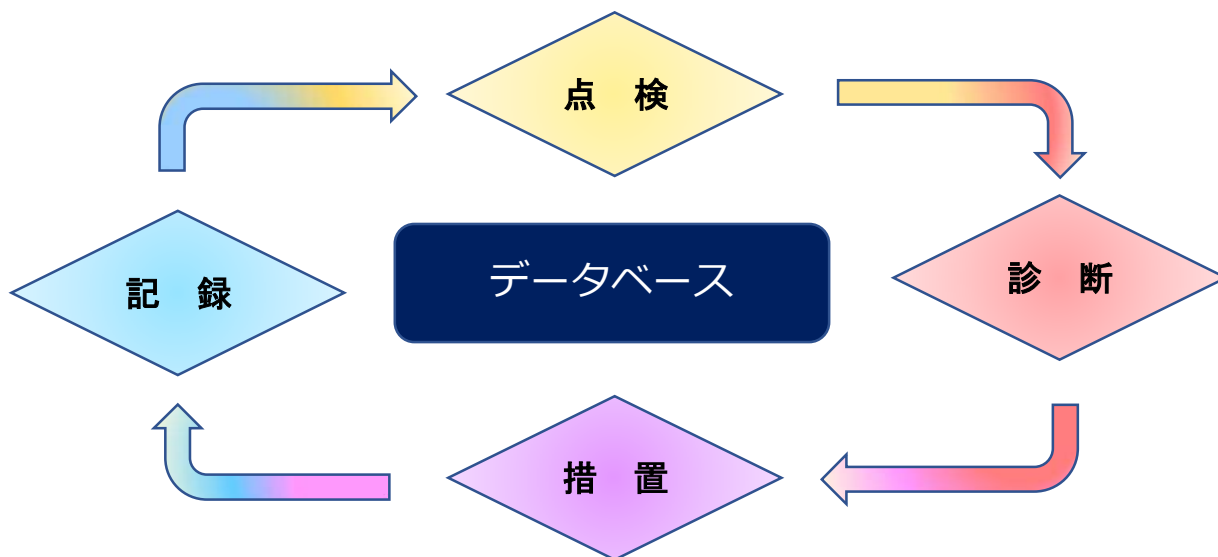 点　検
データベース
診　断
記　録
措　置